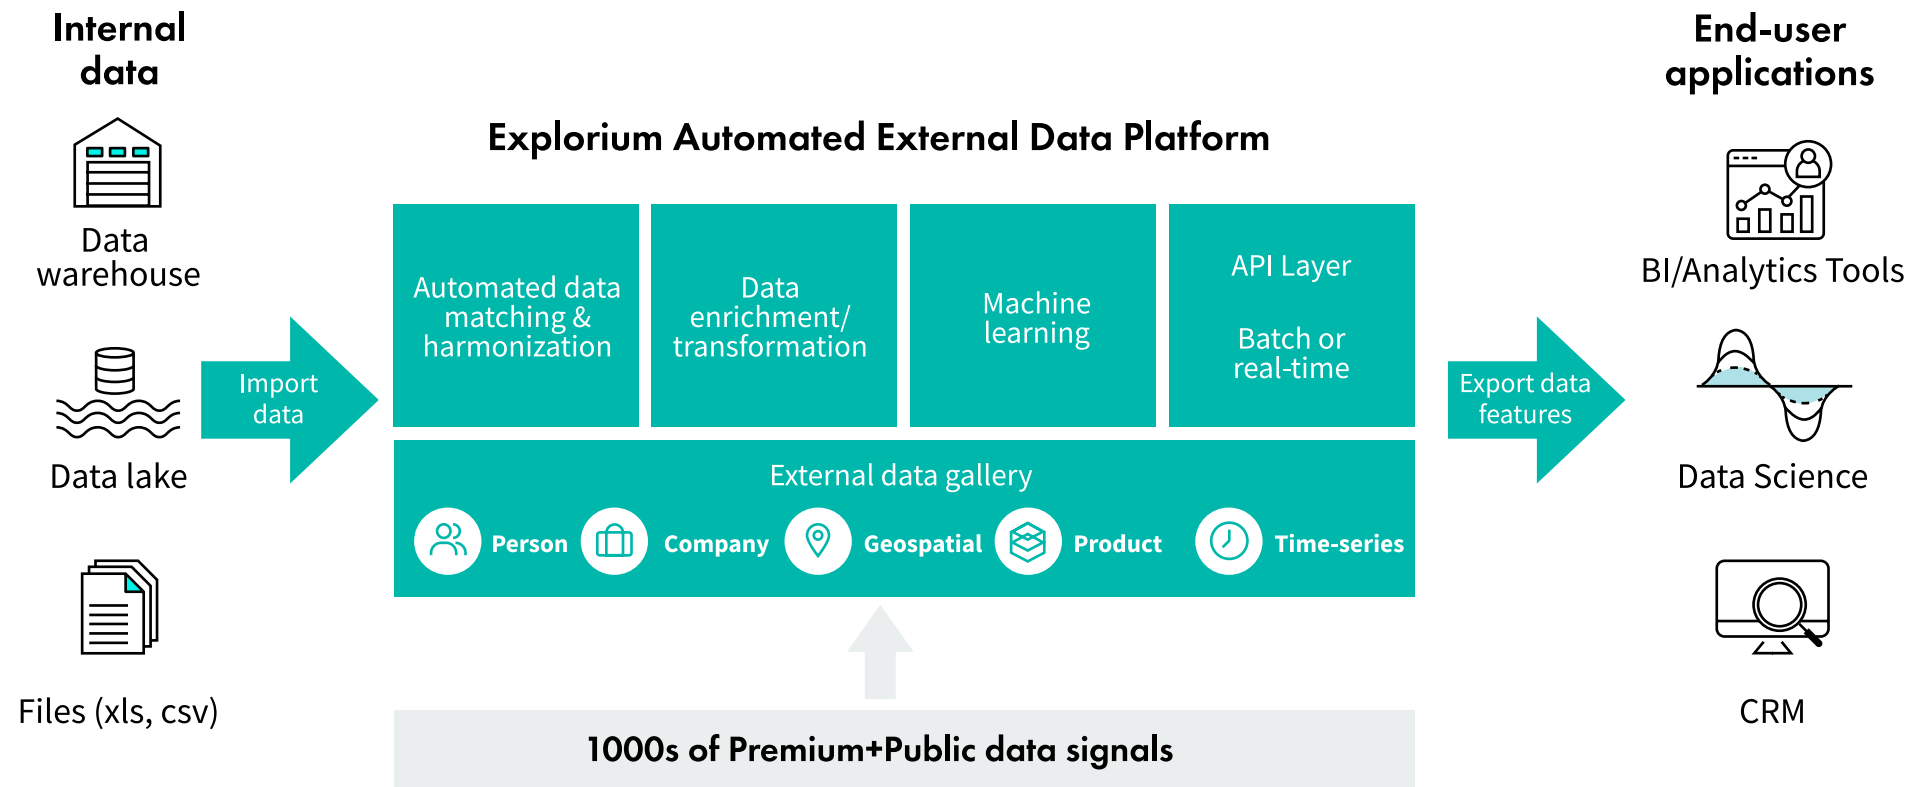 Internal
data
Data
warehouse
Data lake
Files (xls, csv)
Import
data
Explorium Automated External Data Platform
Automated data
matching &
harmonization
Data
enrichment/
transformation
Machine
learning
API Layer
Batch or
real-time
External data gallery
Person
Company
Geospatial
Product
Time-series
1000s of Premium+Public data signals
Export data
features
End-user
applications
BI/Analytics Tools
Data Science
CRM